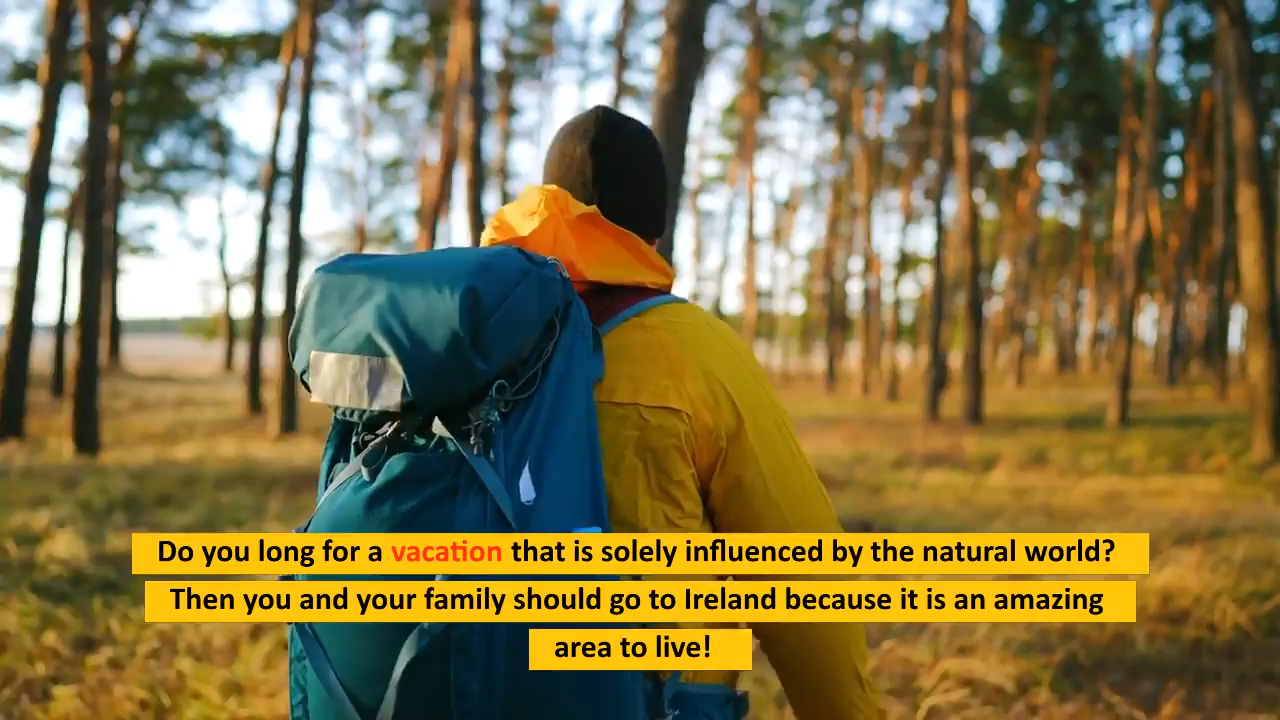 Do you long for a vacation that is solely influenced by the natural world?
Then you and your family should go to Ireland because it is an amazing
area to live!